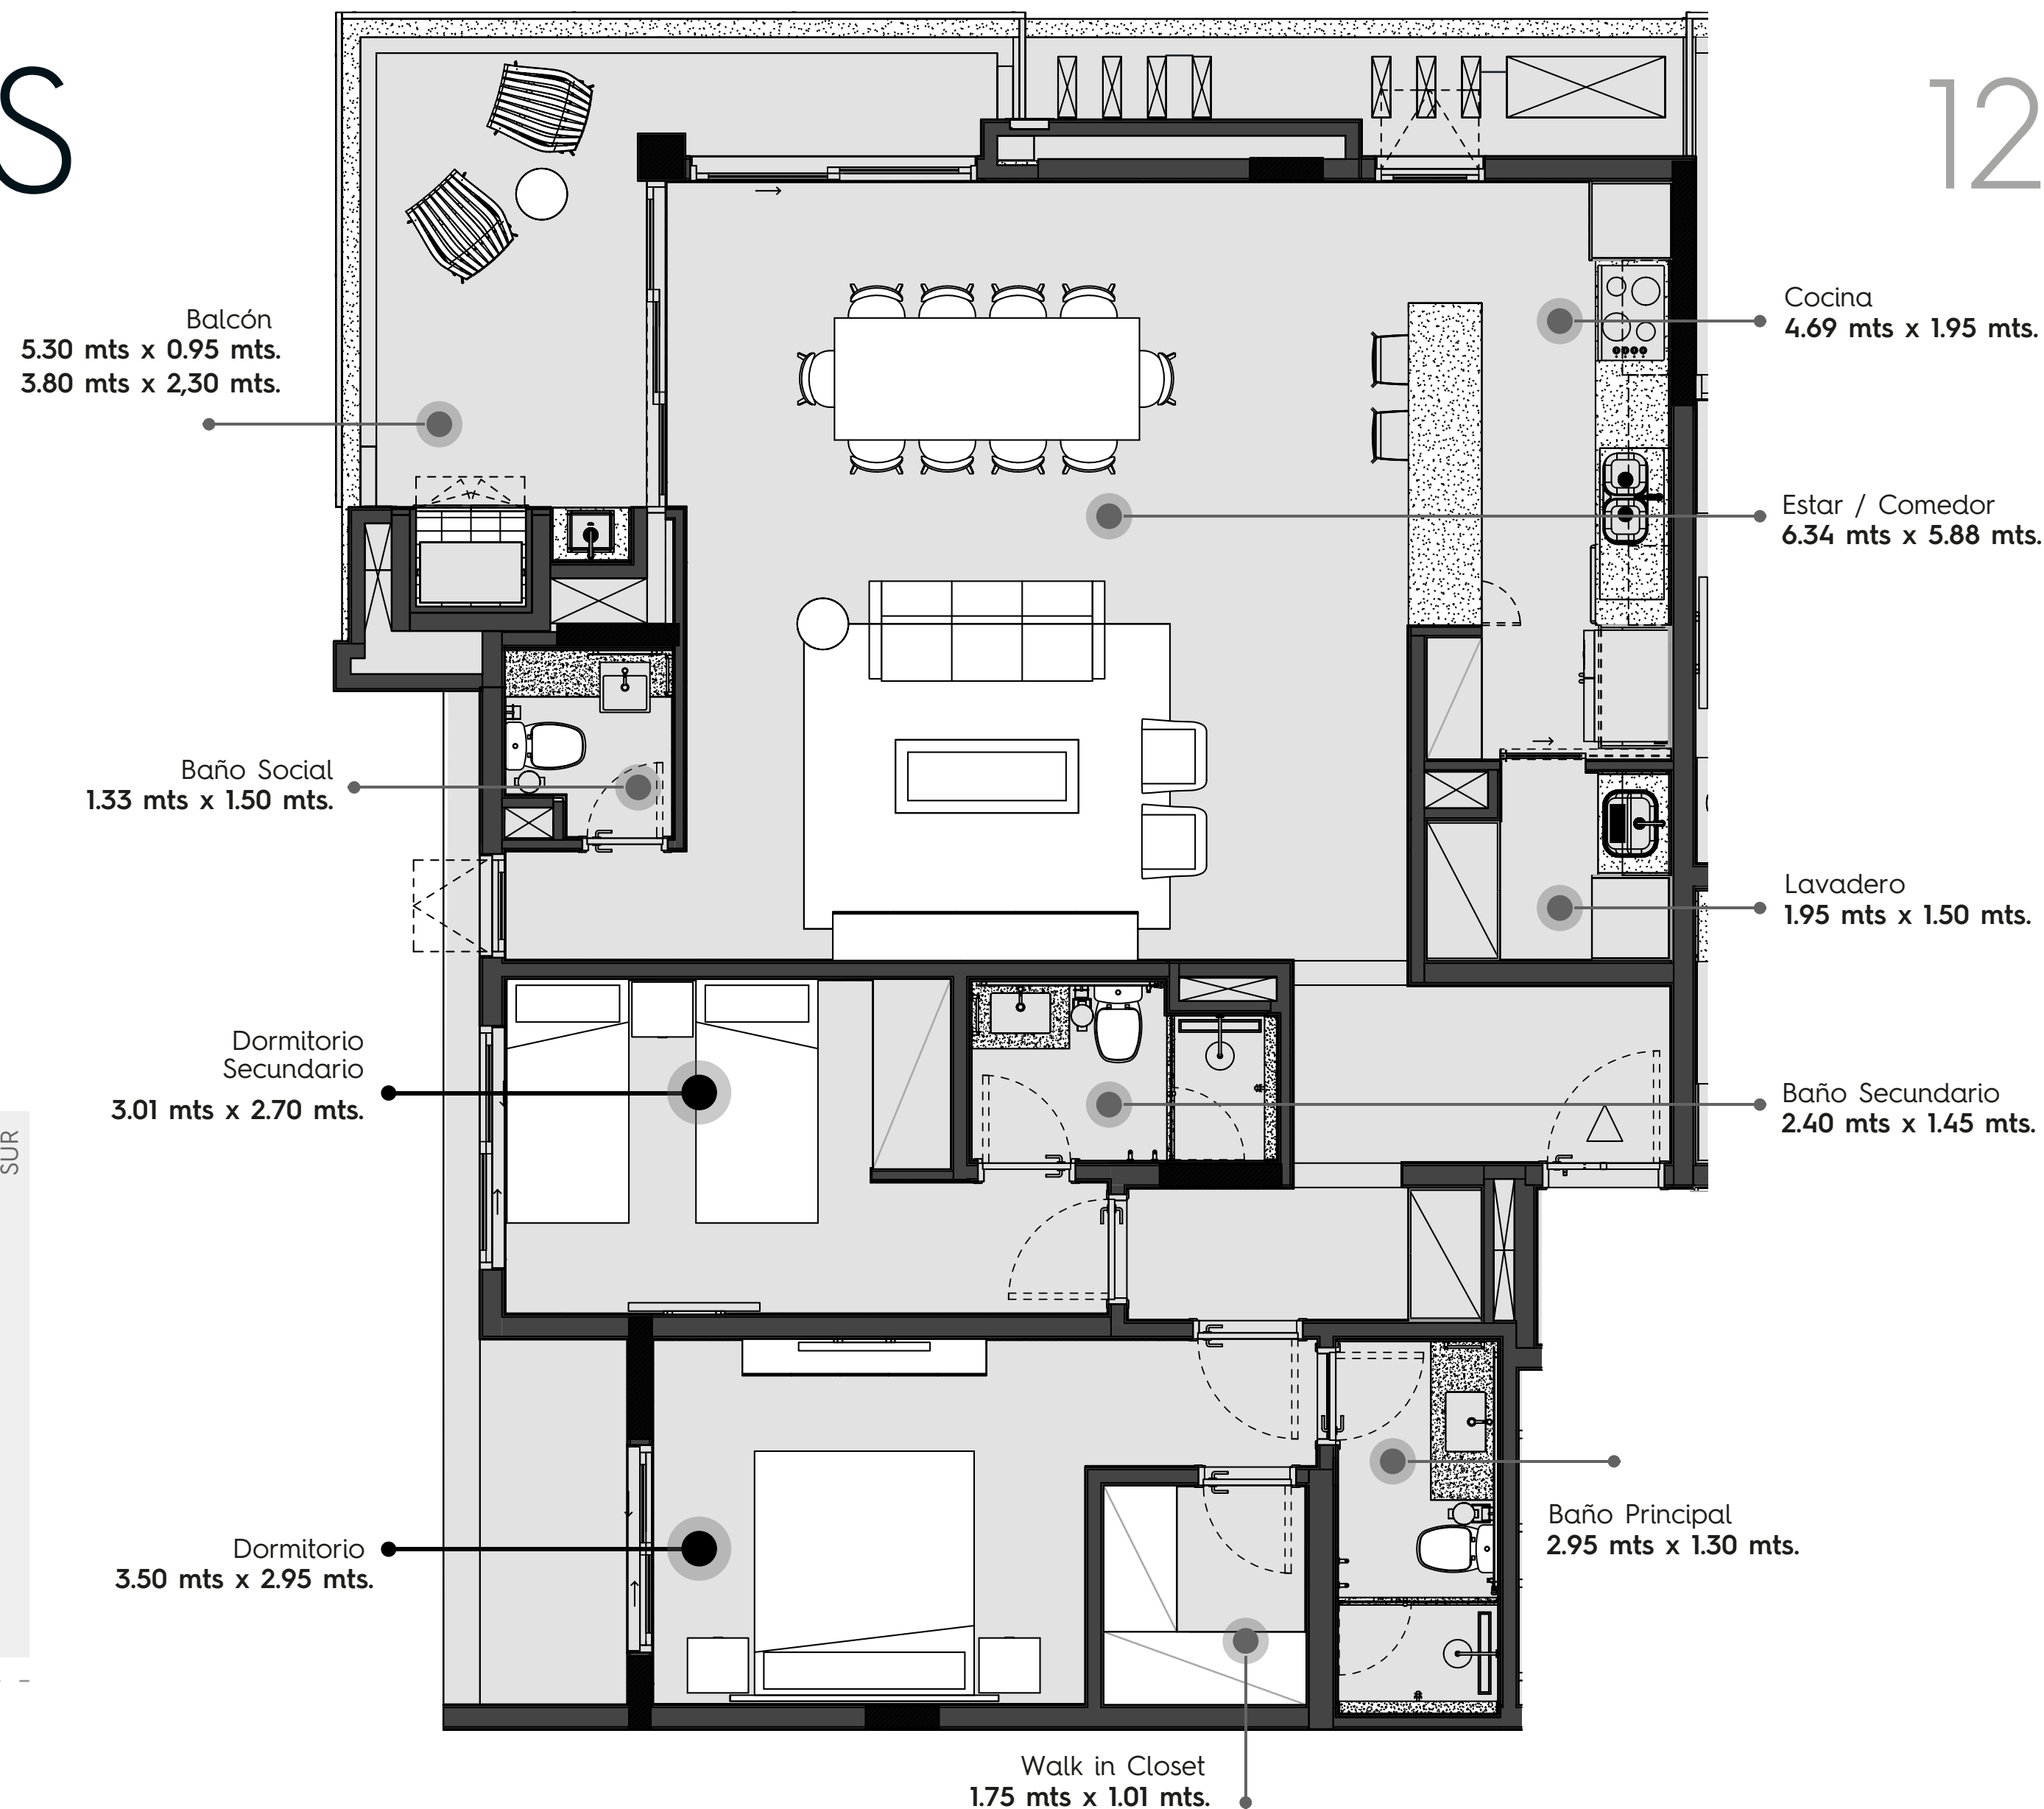 S
12
Balcón
5.30 mts x 0.95 mts.
3.80 mts x 2,30 mts.
Cocina
4.69 mts x 1.95 mts.
Estar / Comedor
6.34 mts x 5.88 mts.
Baño Social
1.33 mts x 1.50 mts.
Lavadero
1.95 mts x 1.50 mts.
Dormitorio
Secundario
3.01 mts x 2.70 mts.
Baño Secundario
2.40 mts x 1.45 mts.
SUR
Baño Principal
2.95 mts x 1.30 mts.
Dormitorio
3.50 mts x 2.95 mts.
Walk in Closet
1.75 mts x 1.01 mts.